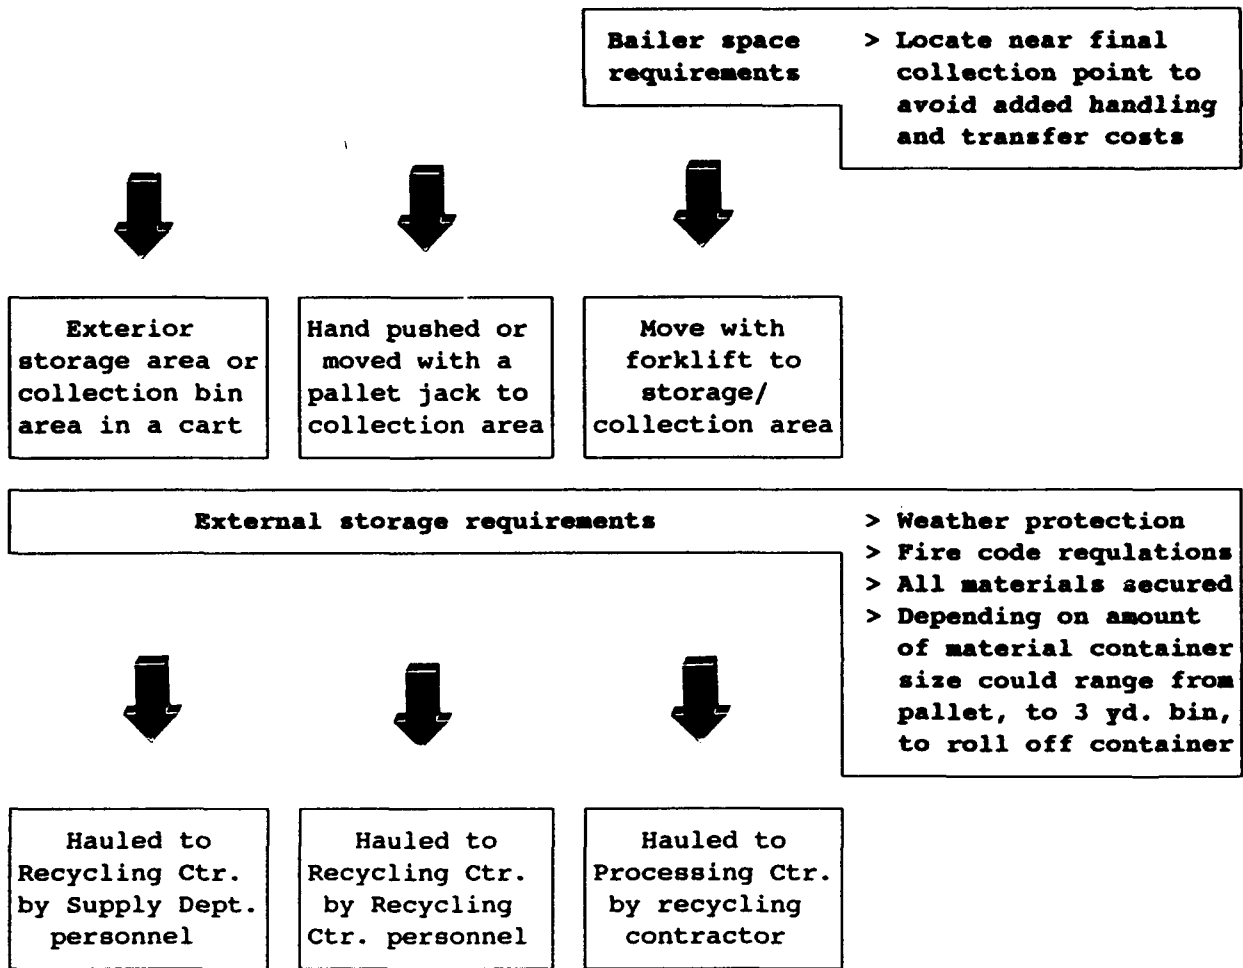 Bailer space
requirements
> Locate near final
collection point to
avoid added handling
and transfer costs
Exterior
storage area or
collection bin
area in a cart
Hand pushed or
moved with a
pallet jack to
collection area
Move with
forklift to
storage/
collection area
External storage requirements
> Weather protection
> Fire code requlations
> All materials secured
> Depending on amount
of material container
size could range from
pallet, to 3 yd. bin,
to roll off container
Hauled to
Recycling Ctr.
by Supply Dept.
personnel
Hauled to
Recycling Ctr.
by Recycling
Ctr. personnel
Hauled to
Processing Ctr.
by recycling
contractor